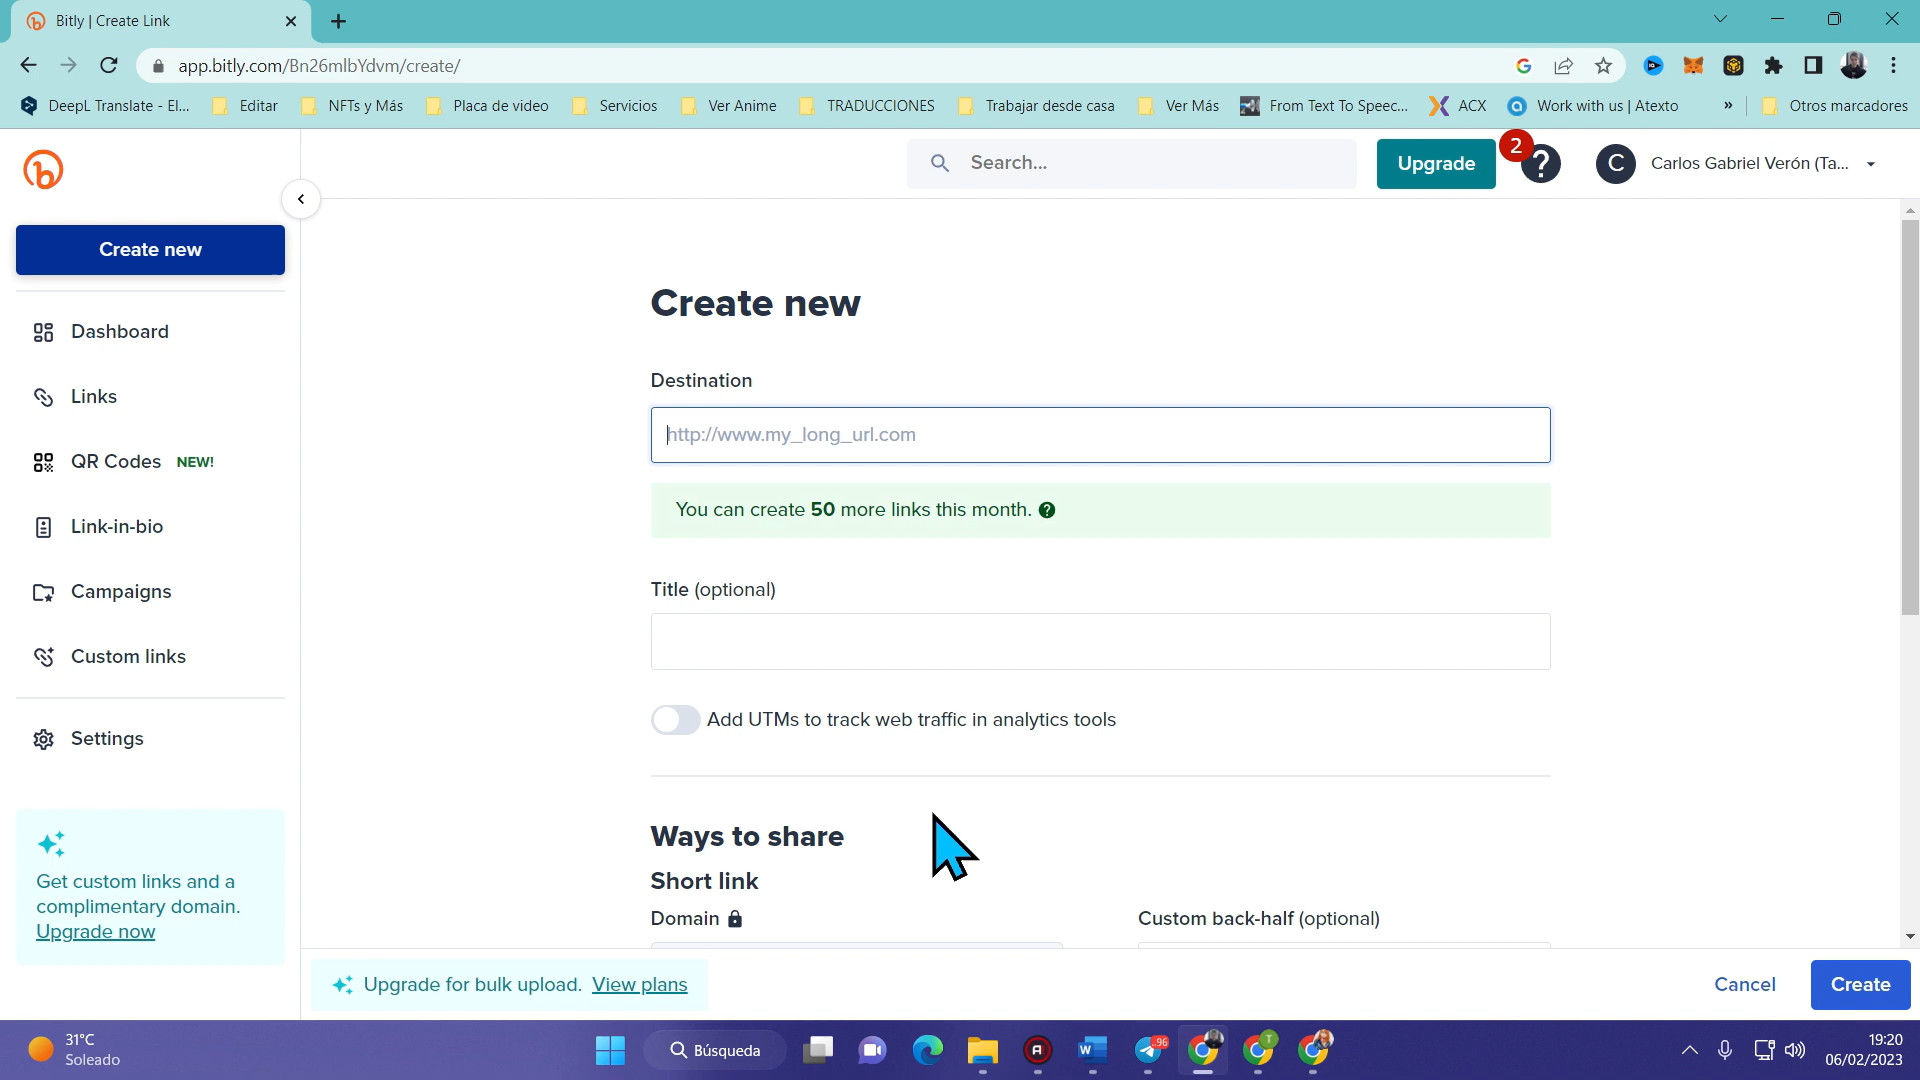 Bitly | Create Link
app.bitly.com/Bn26mlbYdvm/create/
DeepL Translate - El...
Editar
NFTs y Más
Placa de video
Servicios
Ver Anime
TRADUCCIONES
Trabajar desde casa
Ver Más
From Text To Speec...
ACX
Work with us | Atexto
»
Otros marcadores
Search...
Upgrade
2
?
C
Carlos Gabriel Verón (Ta...
Create new
Dashboard
Links
QR Codes NEW!
Link-in-bio
Campaigns
Custom links
Settings
Get custom links and a
complimentary domain.
Upgrade now
Create new
Destination
http://www.my_long_url.com
You can create 50 more links this month. ?
Title (optional)
Add UTMs to track web traffic in analytics tools
Ways to share
Short link
Domain
Custom back-half (optional)
Upgrade for bulk upload. View plans
Cancel
Create
31°C
Soleado
Búsqueda
96
T
19:20
06/02/2023